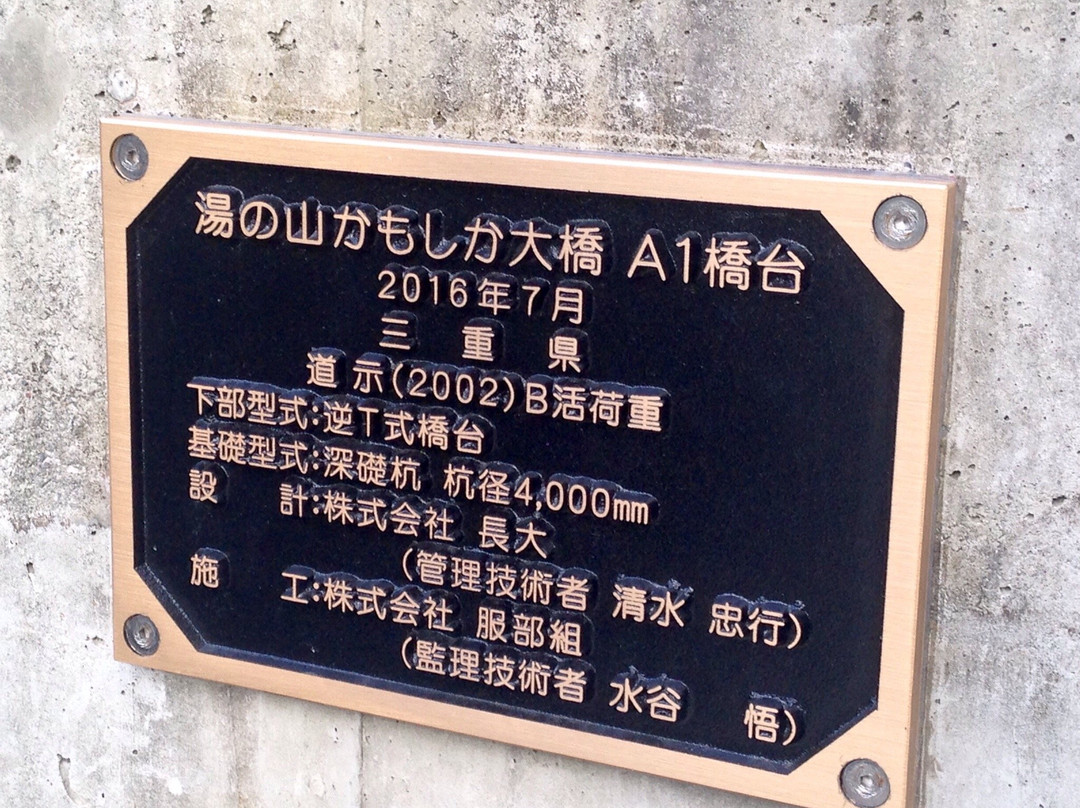 湯の山かもしか大橋 A1橋台
2016年7月
三重県
道示(2002)B活荷重
下部型式:逆T式橋台
基礎型式:深礎杭 杭径4,000mm
設計:株式会社 長大
(管理技術者 清水 忠行)
施工:株式会社 服部組
(監理技術者 水谷 悟)